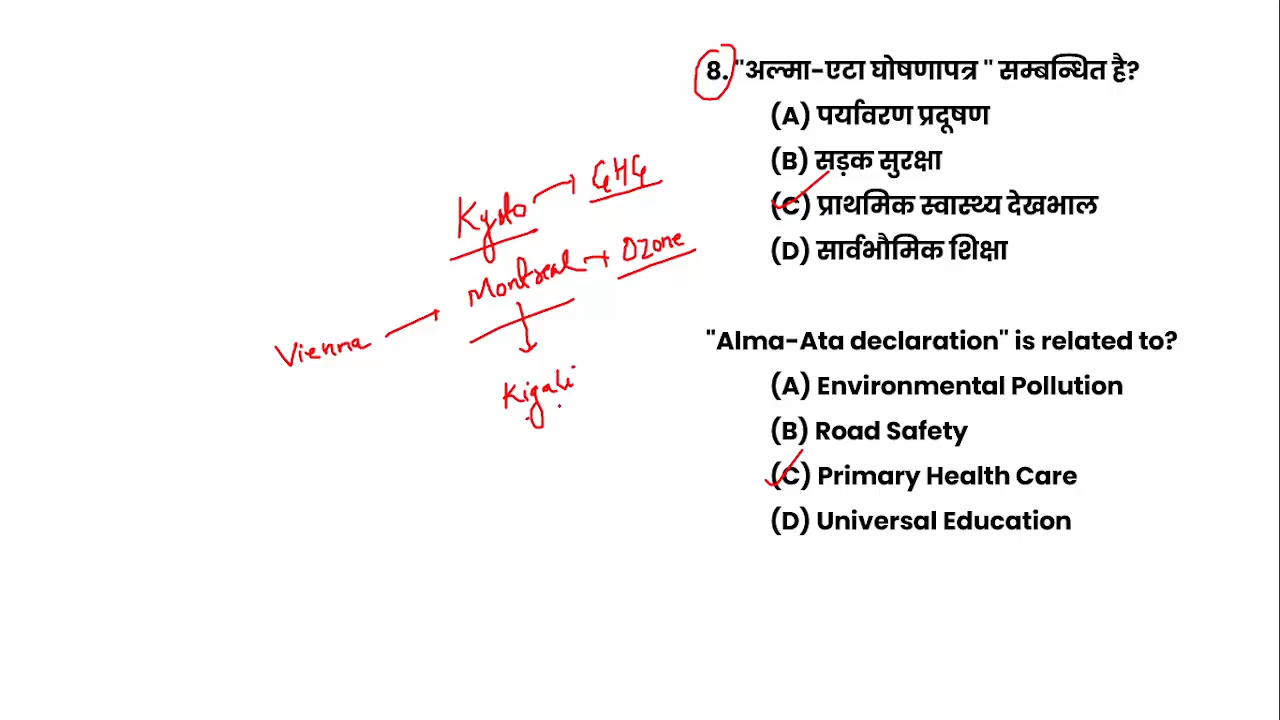 8. "अल्मा-एटा घोषणापत्र " सम्बन्धित है?
(A) पर्यावरण प्रदूषण
(B) सड़क सुरक्षा
(C) प्राथमिक स्वास्थ्य देखभाल
(D) सार्वभौमिक शिक्षा
Kyoto → GHG
Vienna → Montreal → Ozone
Kigali
"Alma-Ata declaration" is related to?
(A) Environmental Pollution
(B) Road Safety
(C) Primary Health Care
(D) Universal Education